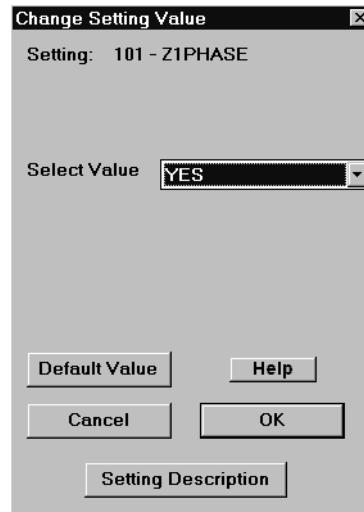 Change Setting Value
Setting: 101 - Z1PHASE
Select Value YES
Default Value Help
Cancel OK
Setting Description